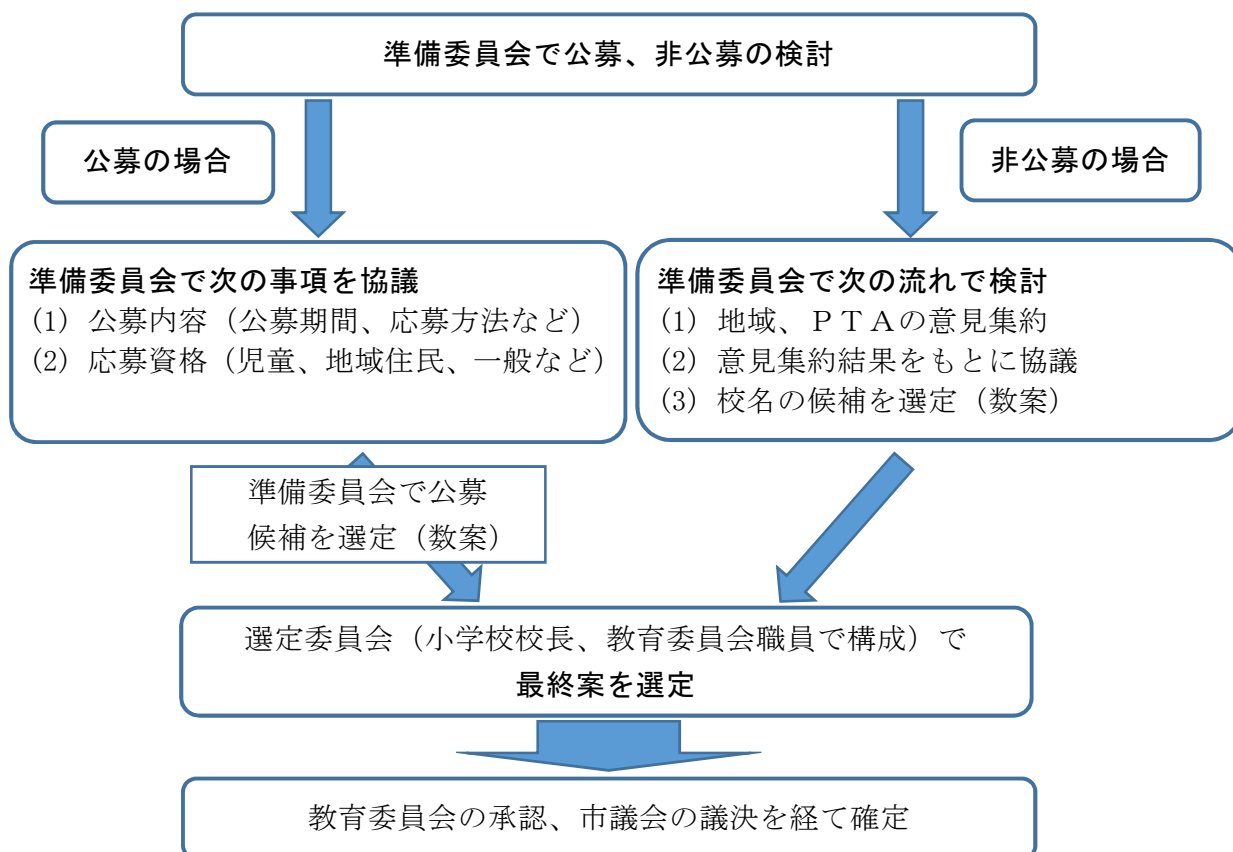 準備委員会で公募、非公募の検討
公募の場合
非公募の場合
準備委員会で次の事項を協議
(1) 公募内容（公募期間、応募方法など）
(2) 応募資格（児童、地域住民、一般など）
準備委員会で次の流れで検討
(1) 地域、ＰＴＡの意見集約
(2) 意見集約結果をもとに協議
(3) 校名の候補を選定（数案）
準備委員会で公募
候補を選定（数案）
選定委員会（小学校校長、教育委員会職員で構成）で
最終案を選定
教育委員会の承認、市議会の議決を経て確定